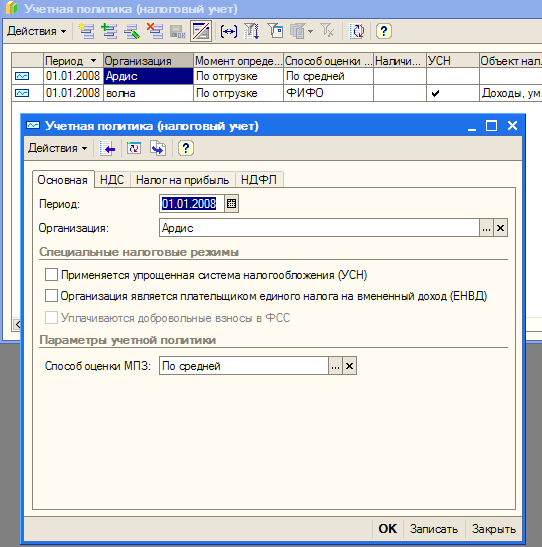 Учетная политика (налоговый учет)
Действия
Период Организация Момент опреде... Способ оценки ... Наличи... УСН Объект нал.
01.01.2008 Ардис По отгрузке По средней
01.01.2008 волна По отгрузке ФИФО Доходы, ум
Учетная политика (налоговый учет)
Действия
Основная НДС Налог на прибыль НДФЛ
Период: 01.01.2008
Организация: Ардис ... ×
Специальные налоговые режимы
Применяется упрощенная система налогообложения (УСН)
Организация является плательщиком единого налога на вмененный доход (ЕНВД)
Уплачиваются добровольные взносы в ФСС
Параметры учетной политики
Способ оценки МПЗ: По средней ... ×
OK Записать Закрыть